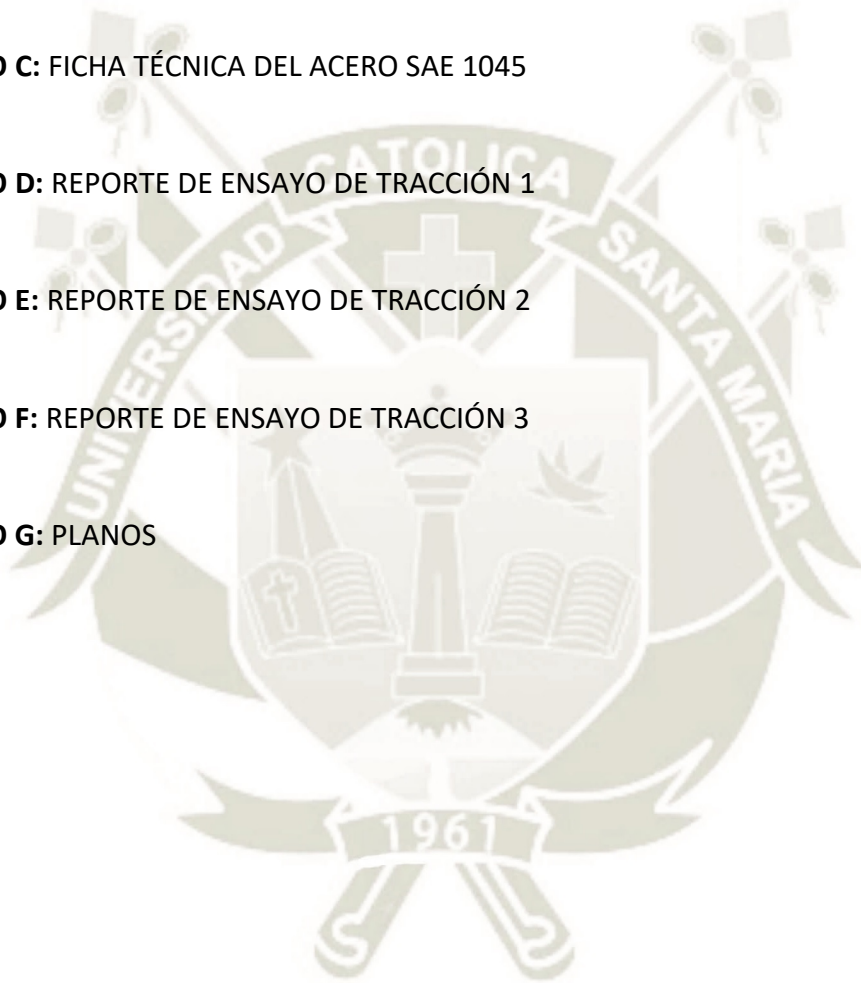 O C: FICHA TÉCNICA DEL ACERO SAE 1045
O D: REPORTE DE ENSAYO DE TRACCIÓN 1
O E: REPORTE DE ENSAYO DE TRACCIÓN 2
O F: REPORTE DE ENSAYO DE TRACCIÓN 3
O G: PLANOS
UNIVERSIDAD CATOLICA SANTA MARIA
1961